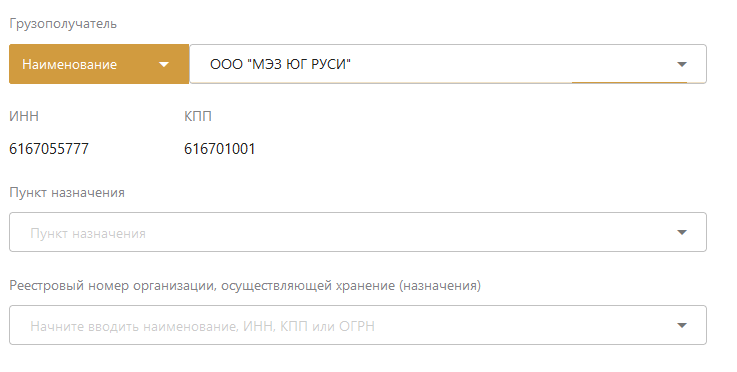 Грузополучатель
Наименование ООО "МЭЗ ЮГ РУСИ"
ИНН КПП
6167055777 616701001
Пункт назначения
Пункт назначения
Реестровый номер организации, осуществляющей хранение (назначения)
Начните вводить наименование, ИНН, КПП или ОГРН